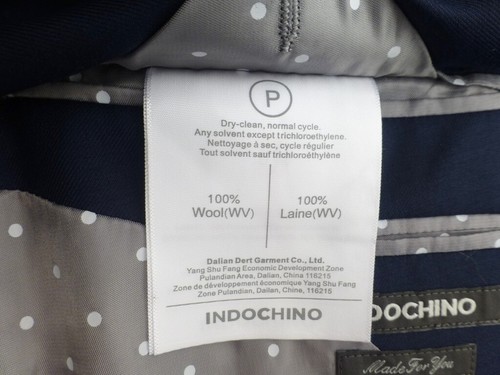 P
Dry-clean, normal cycle.
Any solvent except trichloroethylene.
Nettoyage à sec, cycle régulier
Tout solvent sauf trichloroéthylène
100%
Wool(WV)
100%
Laine(WV)
Dalian Dert Garment Co., Ltd.
Yang Shu Fang Economic Development Zone
Pulandian Area, Dalian, China 116215
Zone de développement économique Yang Shu Fang
Zone Pulandian, Dalian, China, 116215
INDOCHINO
DOCHINO
Made For You